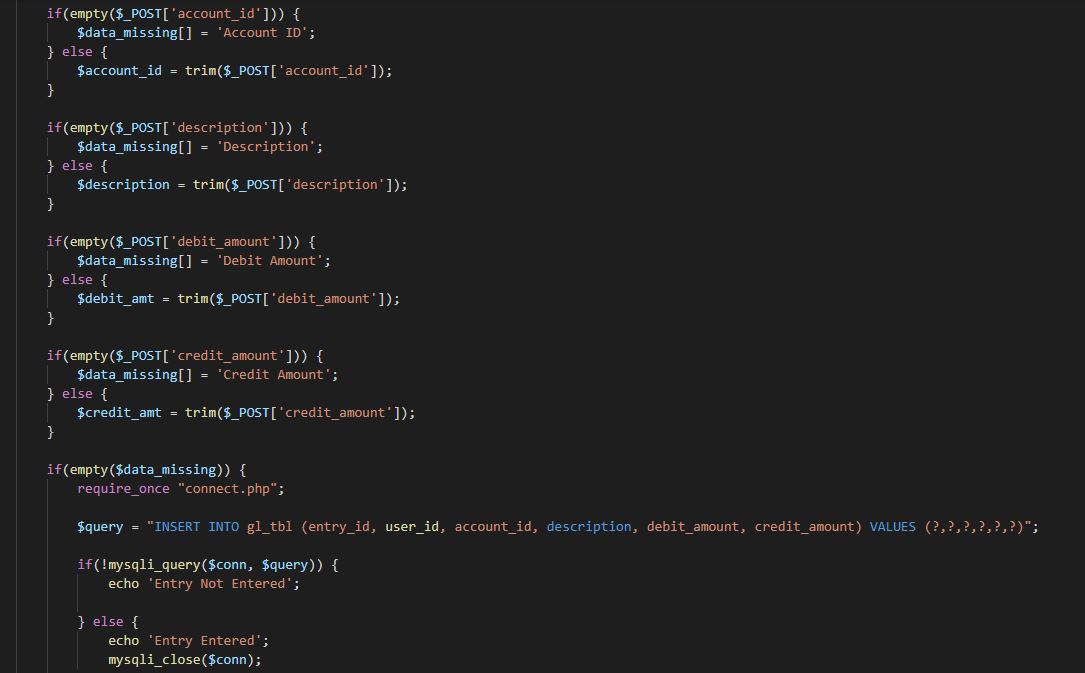 if(empty($_POST['account_id'])) {
$data_missing[] = 'Account ID';
} else {
$account_id = trim($_POST['account_id']);
}
if(empty($_POST['description'])) {
$data_missing[] = 'Description';
} else {
$description = trim($_POST['description']);
}
if(empty($_POST['debit_amount'])) {
$data_missing[] = 'Debit Amount';
} else {
$debit_amt = trim($_POST['debit_amount']);
}
if(empty($_POST['credit_amount'])) {
$data_missing[] = 'Credit Amount';
} else {
$credit_amt = trim($_POST['credit_amount']);
}
if(empty($data_missing)) {
require_once "connect.php";
$query = "INSERT INTO gl_tbl (entry_id, user_id, account_id, description, debit_amount, credit_amount) VALUES (?,?,?,?,?,?)";
if(!mysqli_query($conn, $query)) {
echo 'Entry Not Entered';
} else {
echo 'Entry Entered';
mysqli_close($conn);